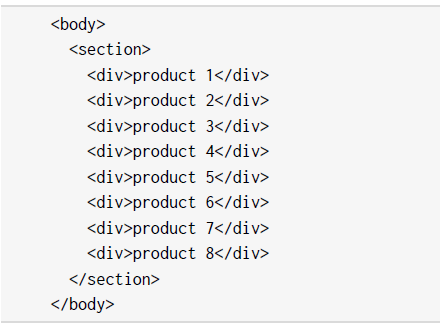 <body>
<section>
<div>product 1</div>
<div>product 2</div>
<div>product 3</div>
<div>product 4</div>
<div>product 5</div>
<div>product 6</div>
<div>product 7</div>
<div>product 8</div>
</section>
</body>